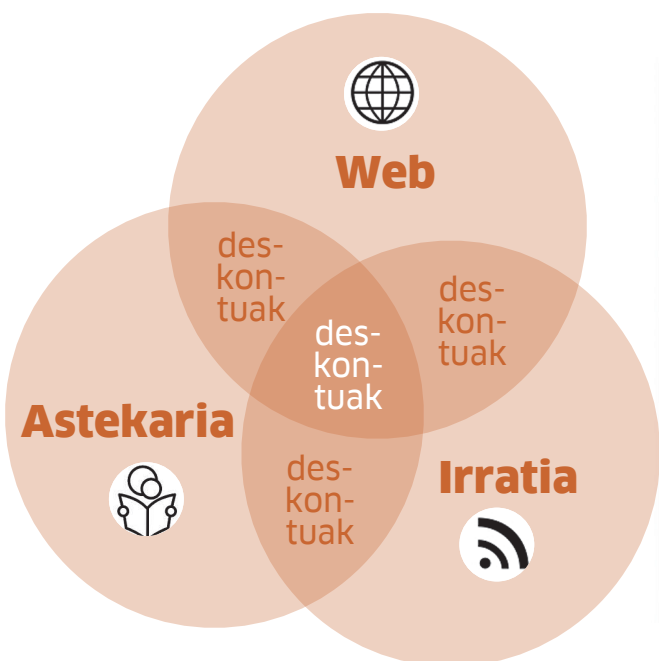 Web
des-
kon-
tuak
des-
kon-
tuak
des-
kon-
tuak
Astekaria
des-
kon-
tuak
Irratia